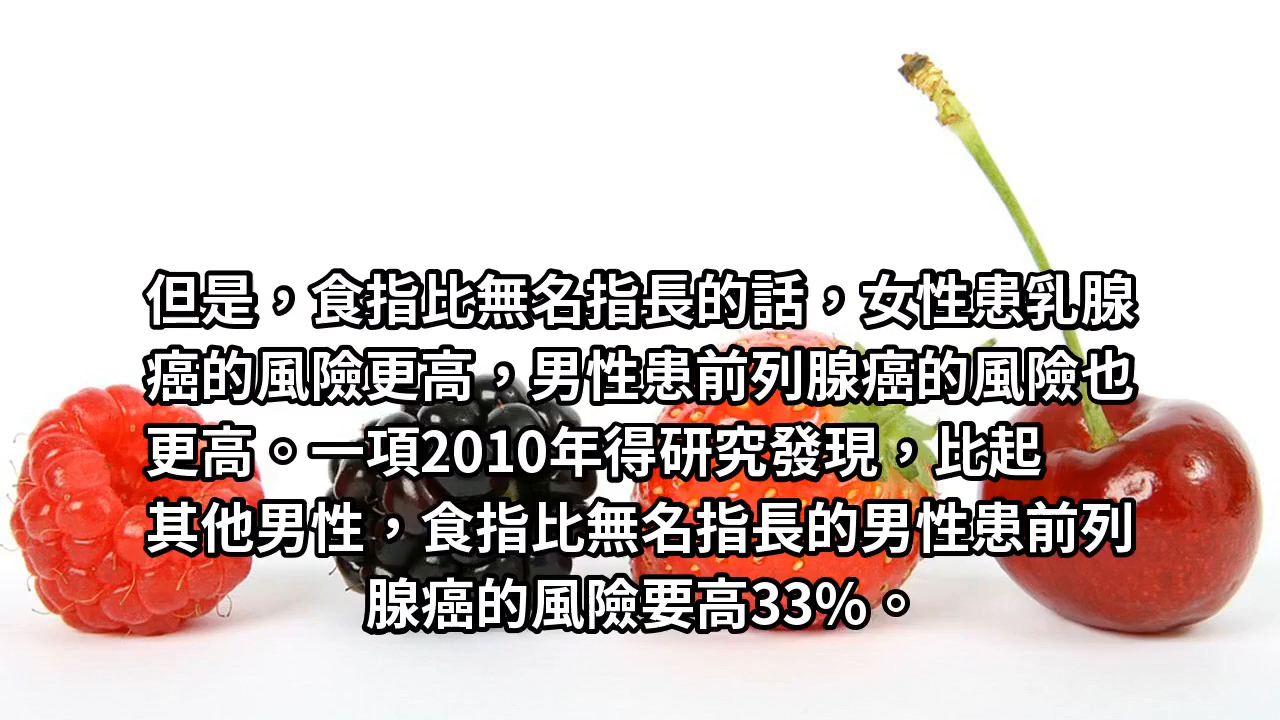 但是，食指比無名指長的話，女性患乳腺
癌的風險更高，男性患前列腺癌的風險也
更高。一項2010年得研究發現，比起
其他男性，食指比無名指長的男性患前列
腺癌的風險要高33%。